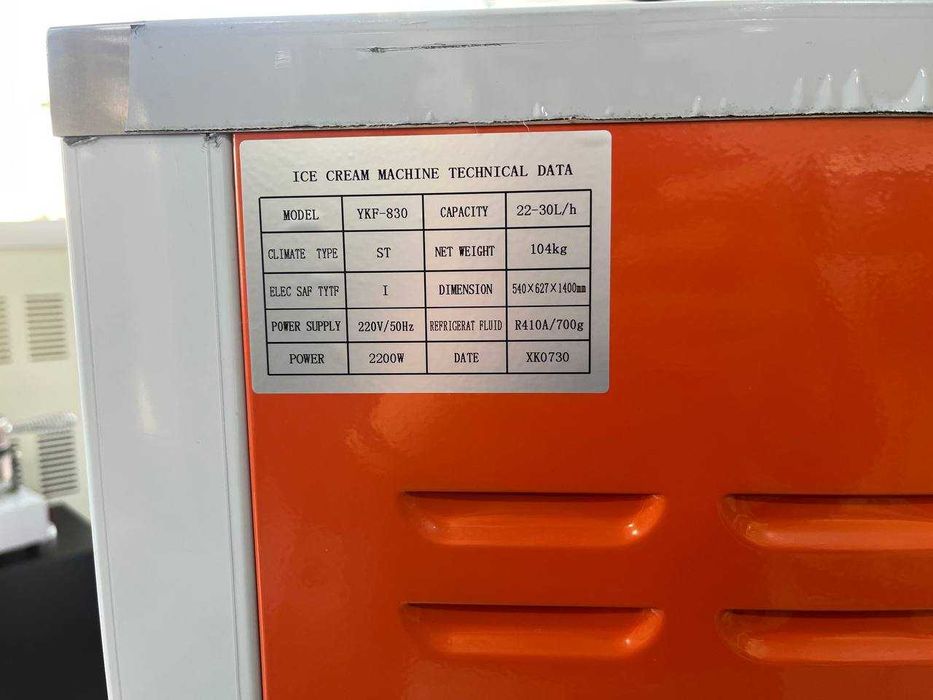 ICE CREAM MACHINE TECHNICAL DATA
MODEL YKF-830 CAPACITY 22-30L/h
CLIMATE TYPE ST NET WEIGHT 104kg
ELEC SAF TYTF I DIMENSION 540×627×1400mm
POWER SUPPLY 220V/50Hz REFRIGERAT FLUID R410A/700g
POWER 2200W DATE XK0730